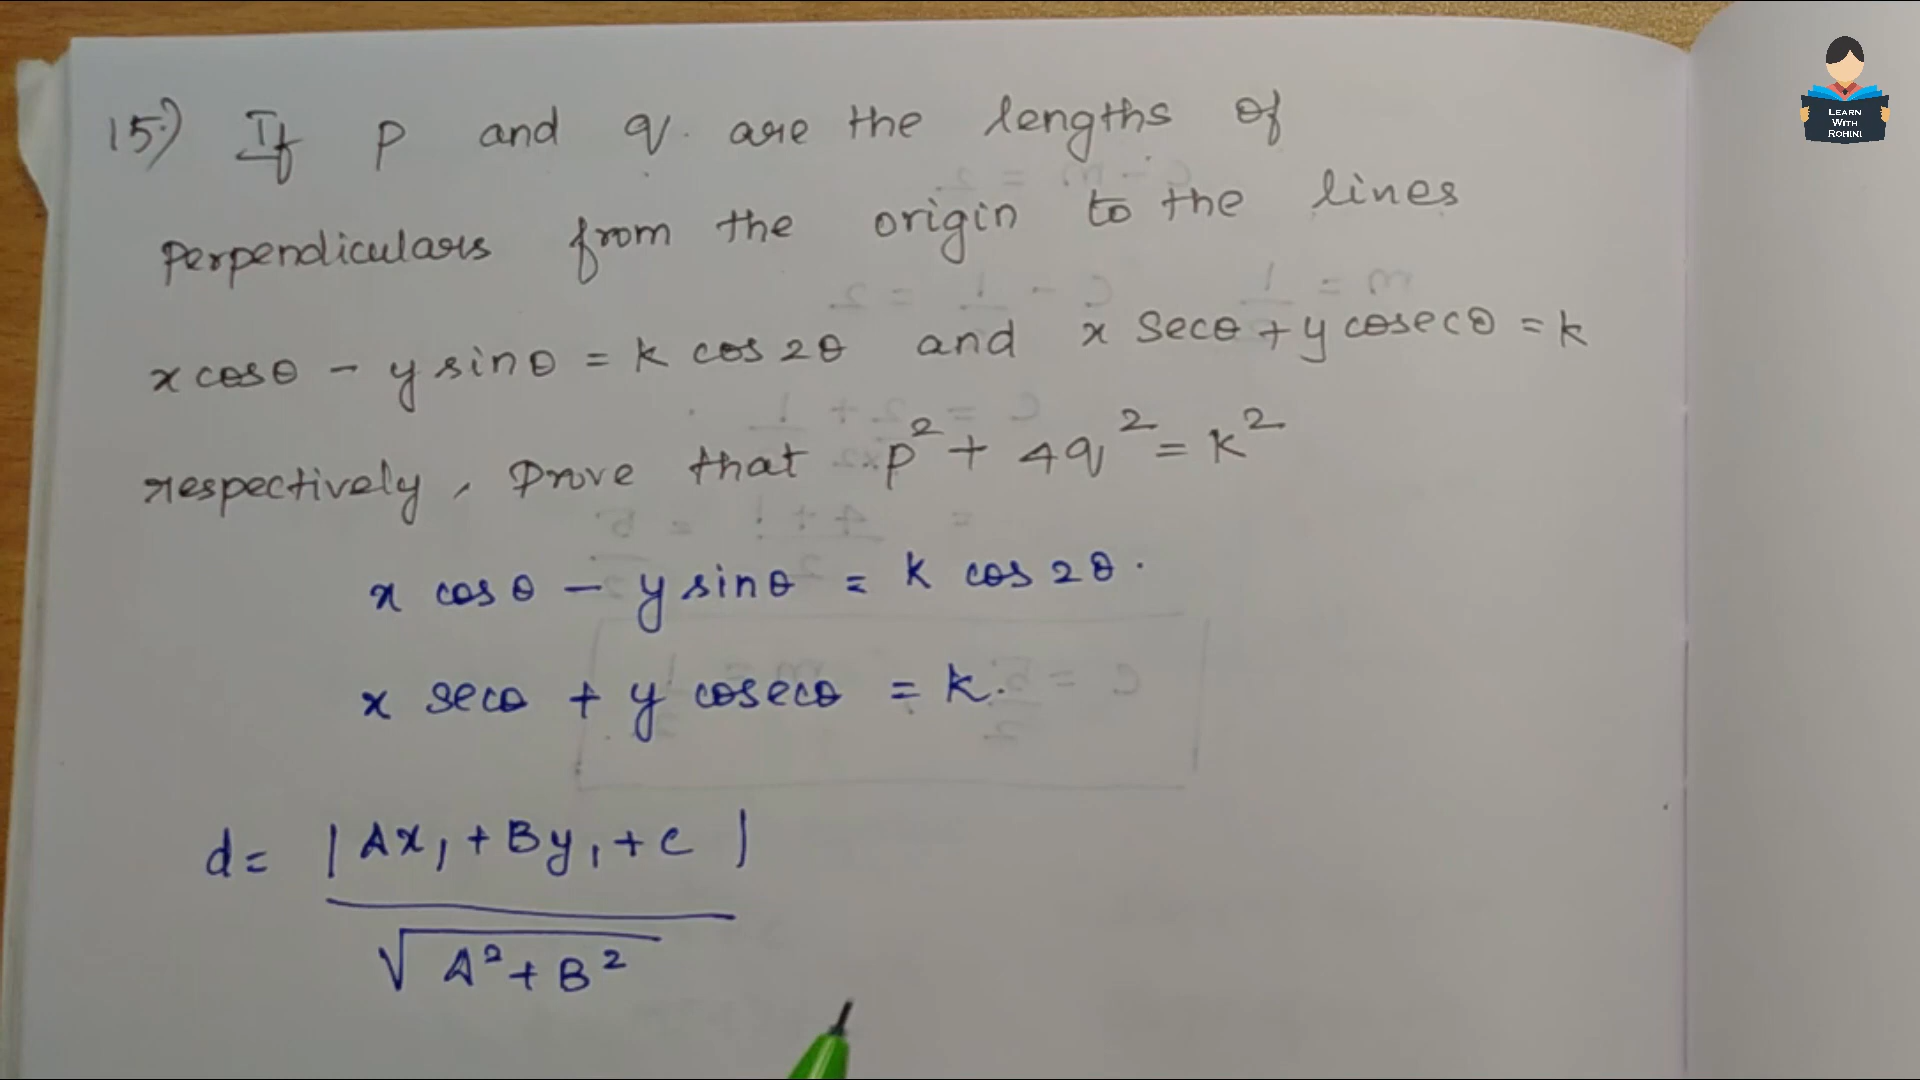 15.) If p and q are the lengths of
Perpendiculars from the origin to the lines
x cosθ - y sinθ = k cos 2θ and x Secθ + y cosecθ = k
respectively, Prove that p² + 4q² = k²
x cosθ - y sinθ = k cos 2θ.
x secθ + y cosecθ = k.
d = |Ax₁ + By₁ + C|
√A² + B²
LEARN
WITH
ROHINI